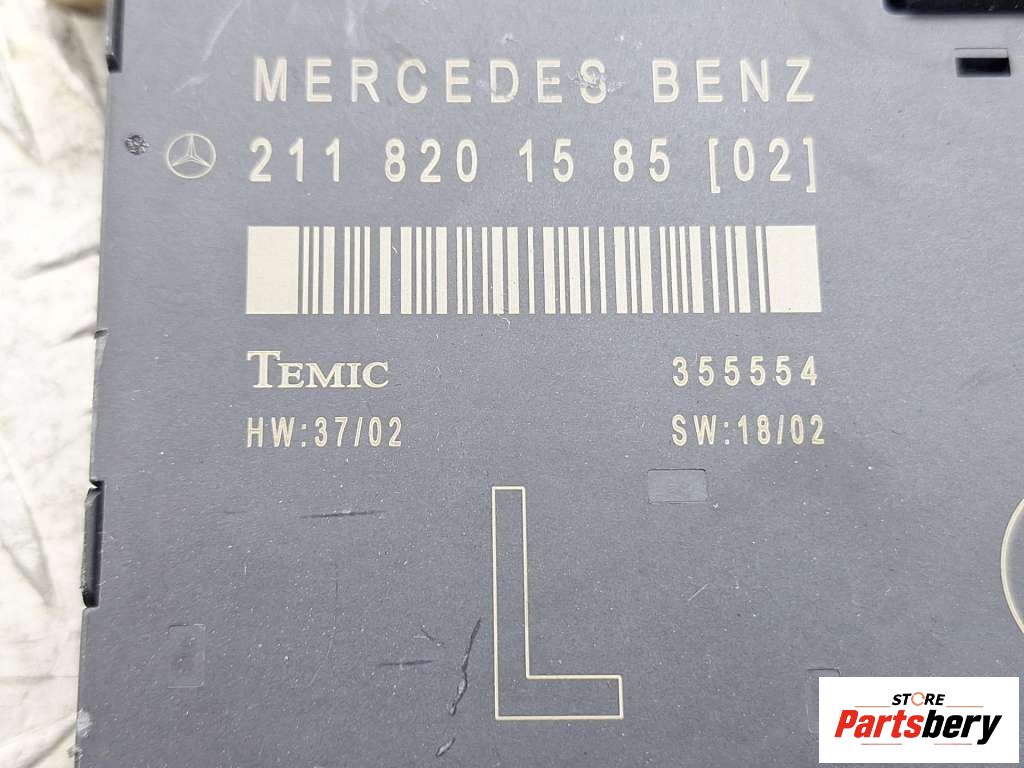 MERCEDES BENZ
211 820 15 85 [02]
TEMIC 355554
HW:37/02 SW:18/02
L
STORE
Partsbery